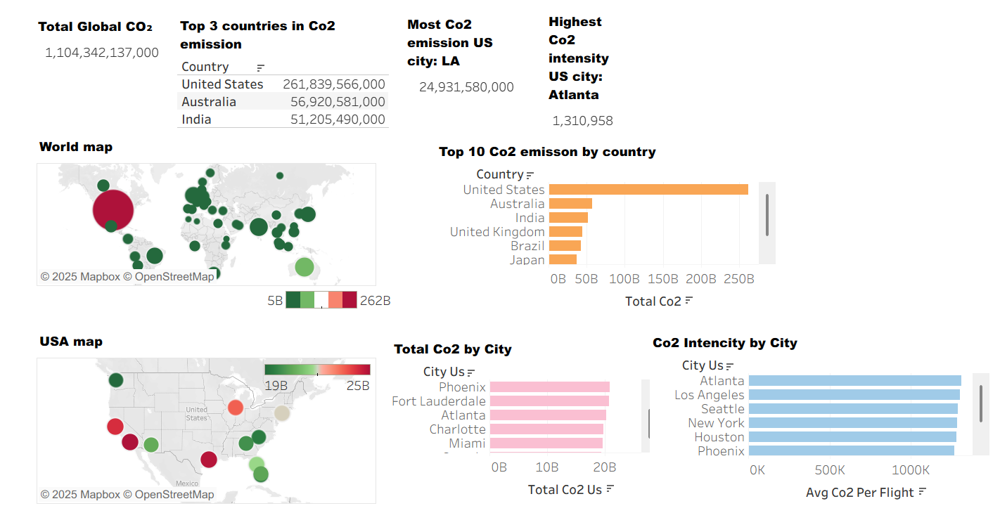 Total Global CO₂
1,104,342,137,000
Top 3 countries in Co2
emission
Country
United States 261,839,566,000
Australia 56,920,581,000
India 51,205,490,000
Most Co2
emission US
city: LA
24,931,580,000
Highest
Co2
intensity
US city:
Atlanta
1,310,958
World map
© 2025 Mapbox © OpenStreetMap
5B 262B
Top 10 Co2 emisson by country
Country
United States
Australia
India
United Kingdom
Brazil
Japan
0B 50B 100B 150B 200B 250B
Total Co2
USA map
19B 25B
United
States
Mexico
© 2025 Mapbox © OpenStreetMap
Total Co2 by City
City Us
Phoenix
Fort Lauderdale
Atlanta
Charlotte
Miami
0B 10B 20B
Total Co2 Us
Co2 Intencity by City
City Us
Atlanta
Los Angeles
Seattle
New York
Houston
Phoenix
0K 500K 1000K
Avg Co2 Per Flight